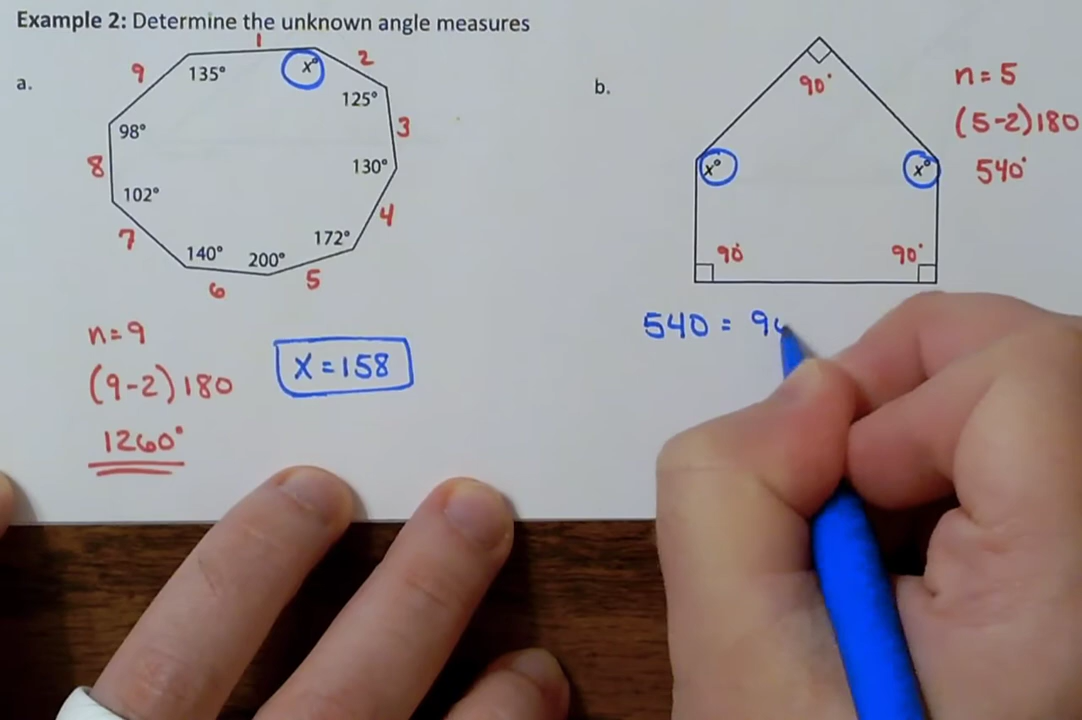 Example 2: Determine the unknown angle measures
a.
1
2
9
135°
x°
125°
3
98°
130°
8
102°
4
7
172°
140°
200°
5
6
n=9
(9-2)180
1260°
x=158
b.
90°
n=5
(5-2)180
540°
x°
x°
90°
90°
540 = 90